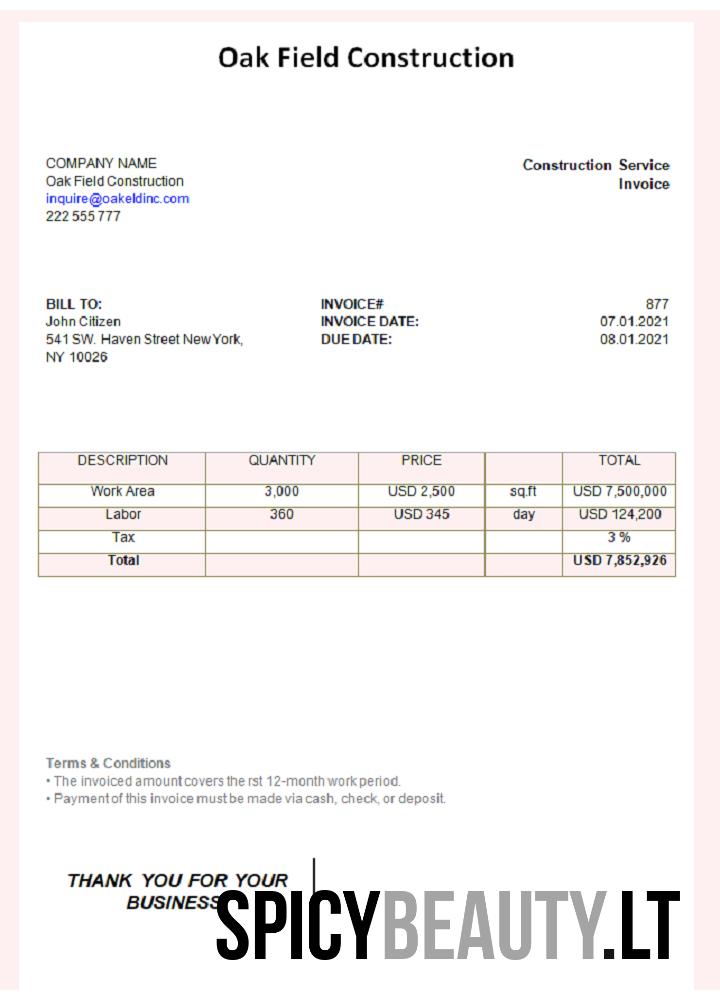 Oak Field Construction
COMPANY NAME
Oak Field Construction
inquire@oakeldinc.com
222 555 777
Construction Service
Invoice
BILL TO:
John Citizen
541 SW. Haven Street New York,
NY 10026
INVOICE# 877
INVOICE DATE: 07.01.2021
DUE DATE: 08.01.2021
DESCRIPTION QUANTITY PRICE TOTAL
Work Area 3,000 USD 2,500 sq.ft USD 7,500,000
Labor 360 USD 345 day USD 124,200
Tax 3 %
Total USD 7,852,926
Terms & Conditions
• The invoiced amount covers the rst 12-month work period.
• Payment of this invoice must be made via cash, check, or deposit.
THANK YOU FOR YOUR
BUSINESS
SPICYBEAUTY.LT